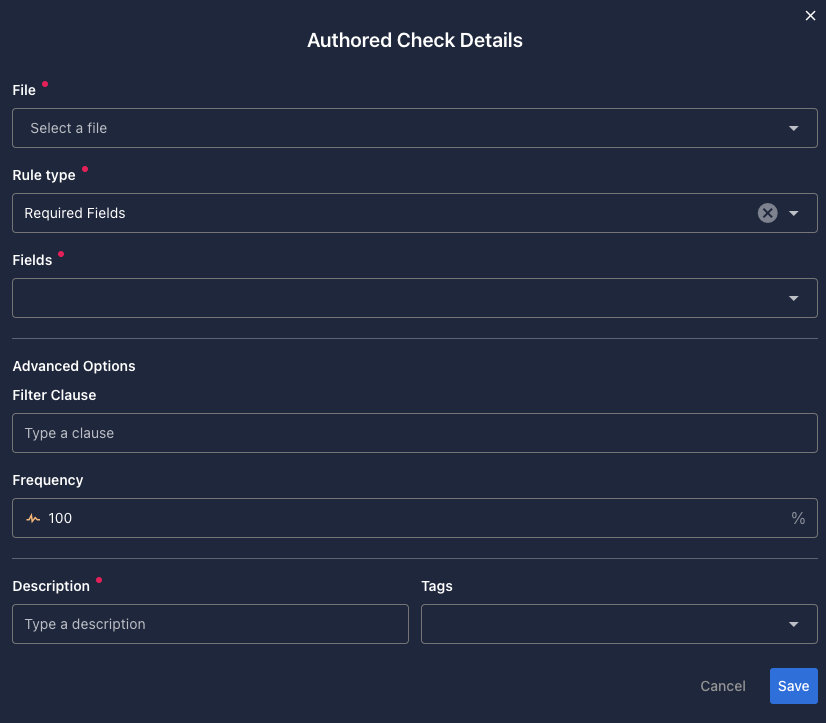 Authored Check Details
File
Select a file
Rule type
Required Fields
Fields
Advanced Options
Filter Clause
Type a clause
Frequency
100 %
Description Tags
Type a description
Cancel Save